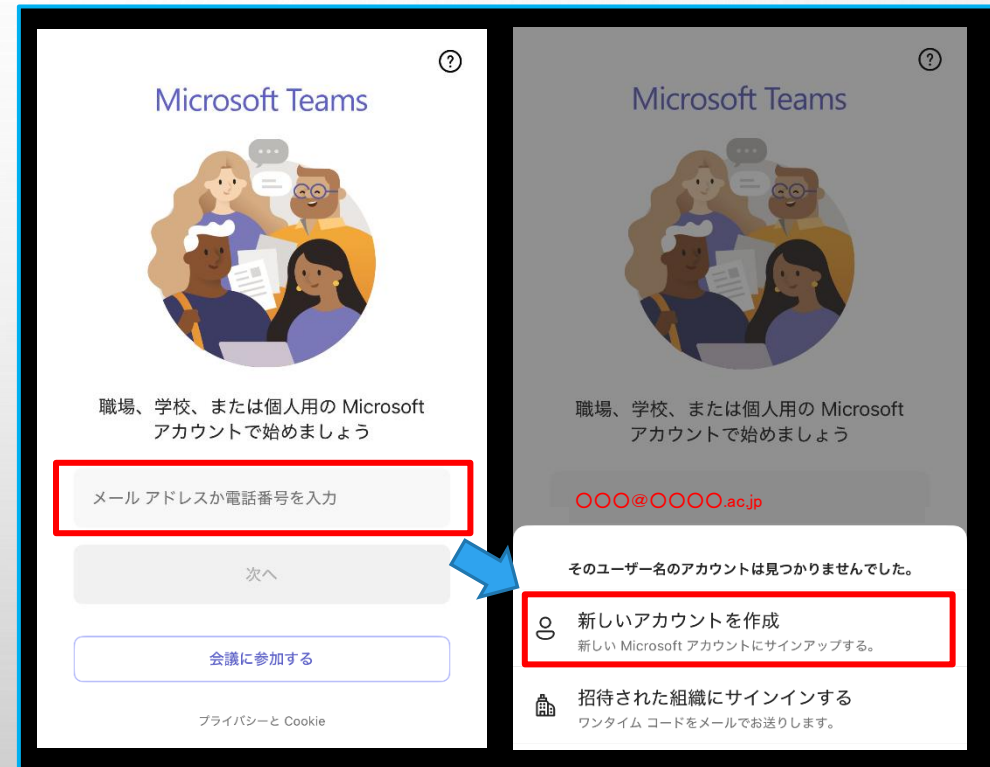 Microsoft Teams
職場、学校、または個人用の Microsoft
アカウントで始めましょう
メール アドレスか電話番号を入力
次へ
会議に参加する
プライバシーと Cookie
Microsoft Teams
職場、学校、または個人用の Microsoft
アカウントで始めましょう
〇〇〇@〇〇〇〇.ac.jp
そのユーザー名のアカウントは見つかりませんでした。
新しいアカウントを作成
新しい Microsoft アカウントにサインアップする。
招待された組織にサインインする
ワンタイム コードをメールでお送りします。